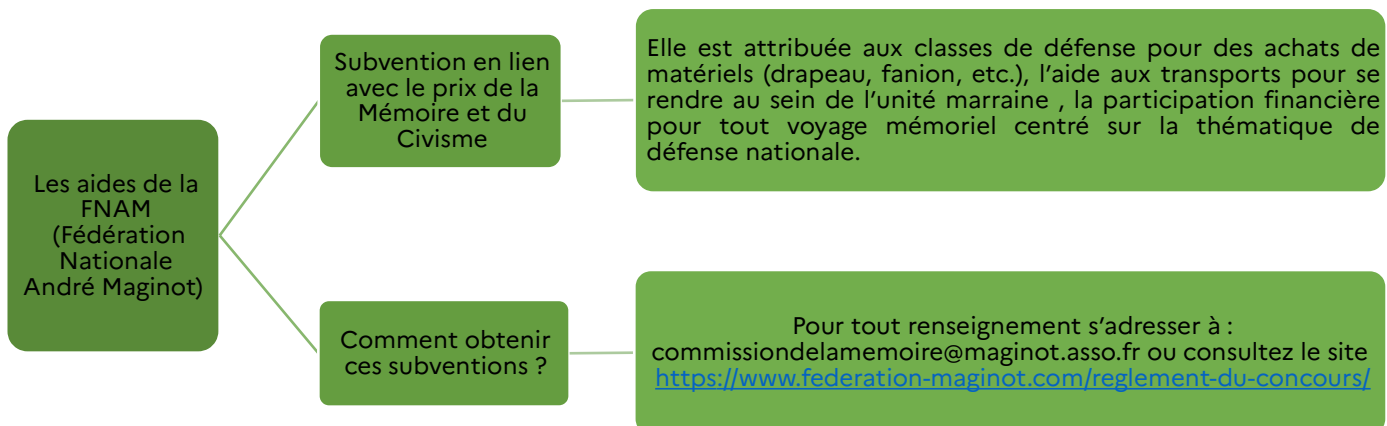 Les aides de la
FNAM
(Fédération
Nationale
André Maginot)
Subvention en lien
avec le prix de la
Mémoire et du
Civisme
Elle est attribuée aux classes de défense pour des achats de
matériels (drapeau, fanion, etc.), l’aide aux transports pour se
rendre au sein de l’unité marraine , la participation financière
pour tout voyage mémoriel centré sur la thématique de
défense nationale.
Comment obtenir
ces subventions ?
Pour tout renseignement s’adresser à :
commissiondelamemoire@maginot.asso.fr ou consultez le site
https://www.federation-maginot.com/reglement-du-concours/